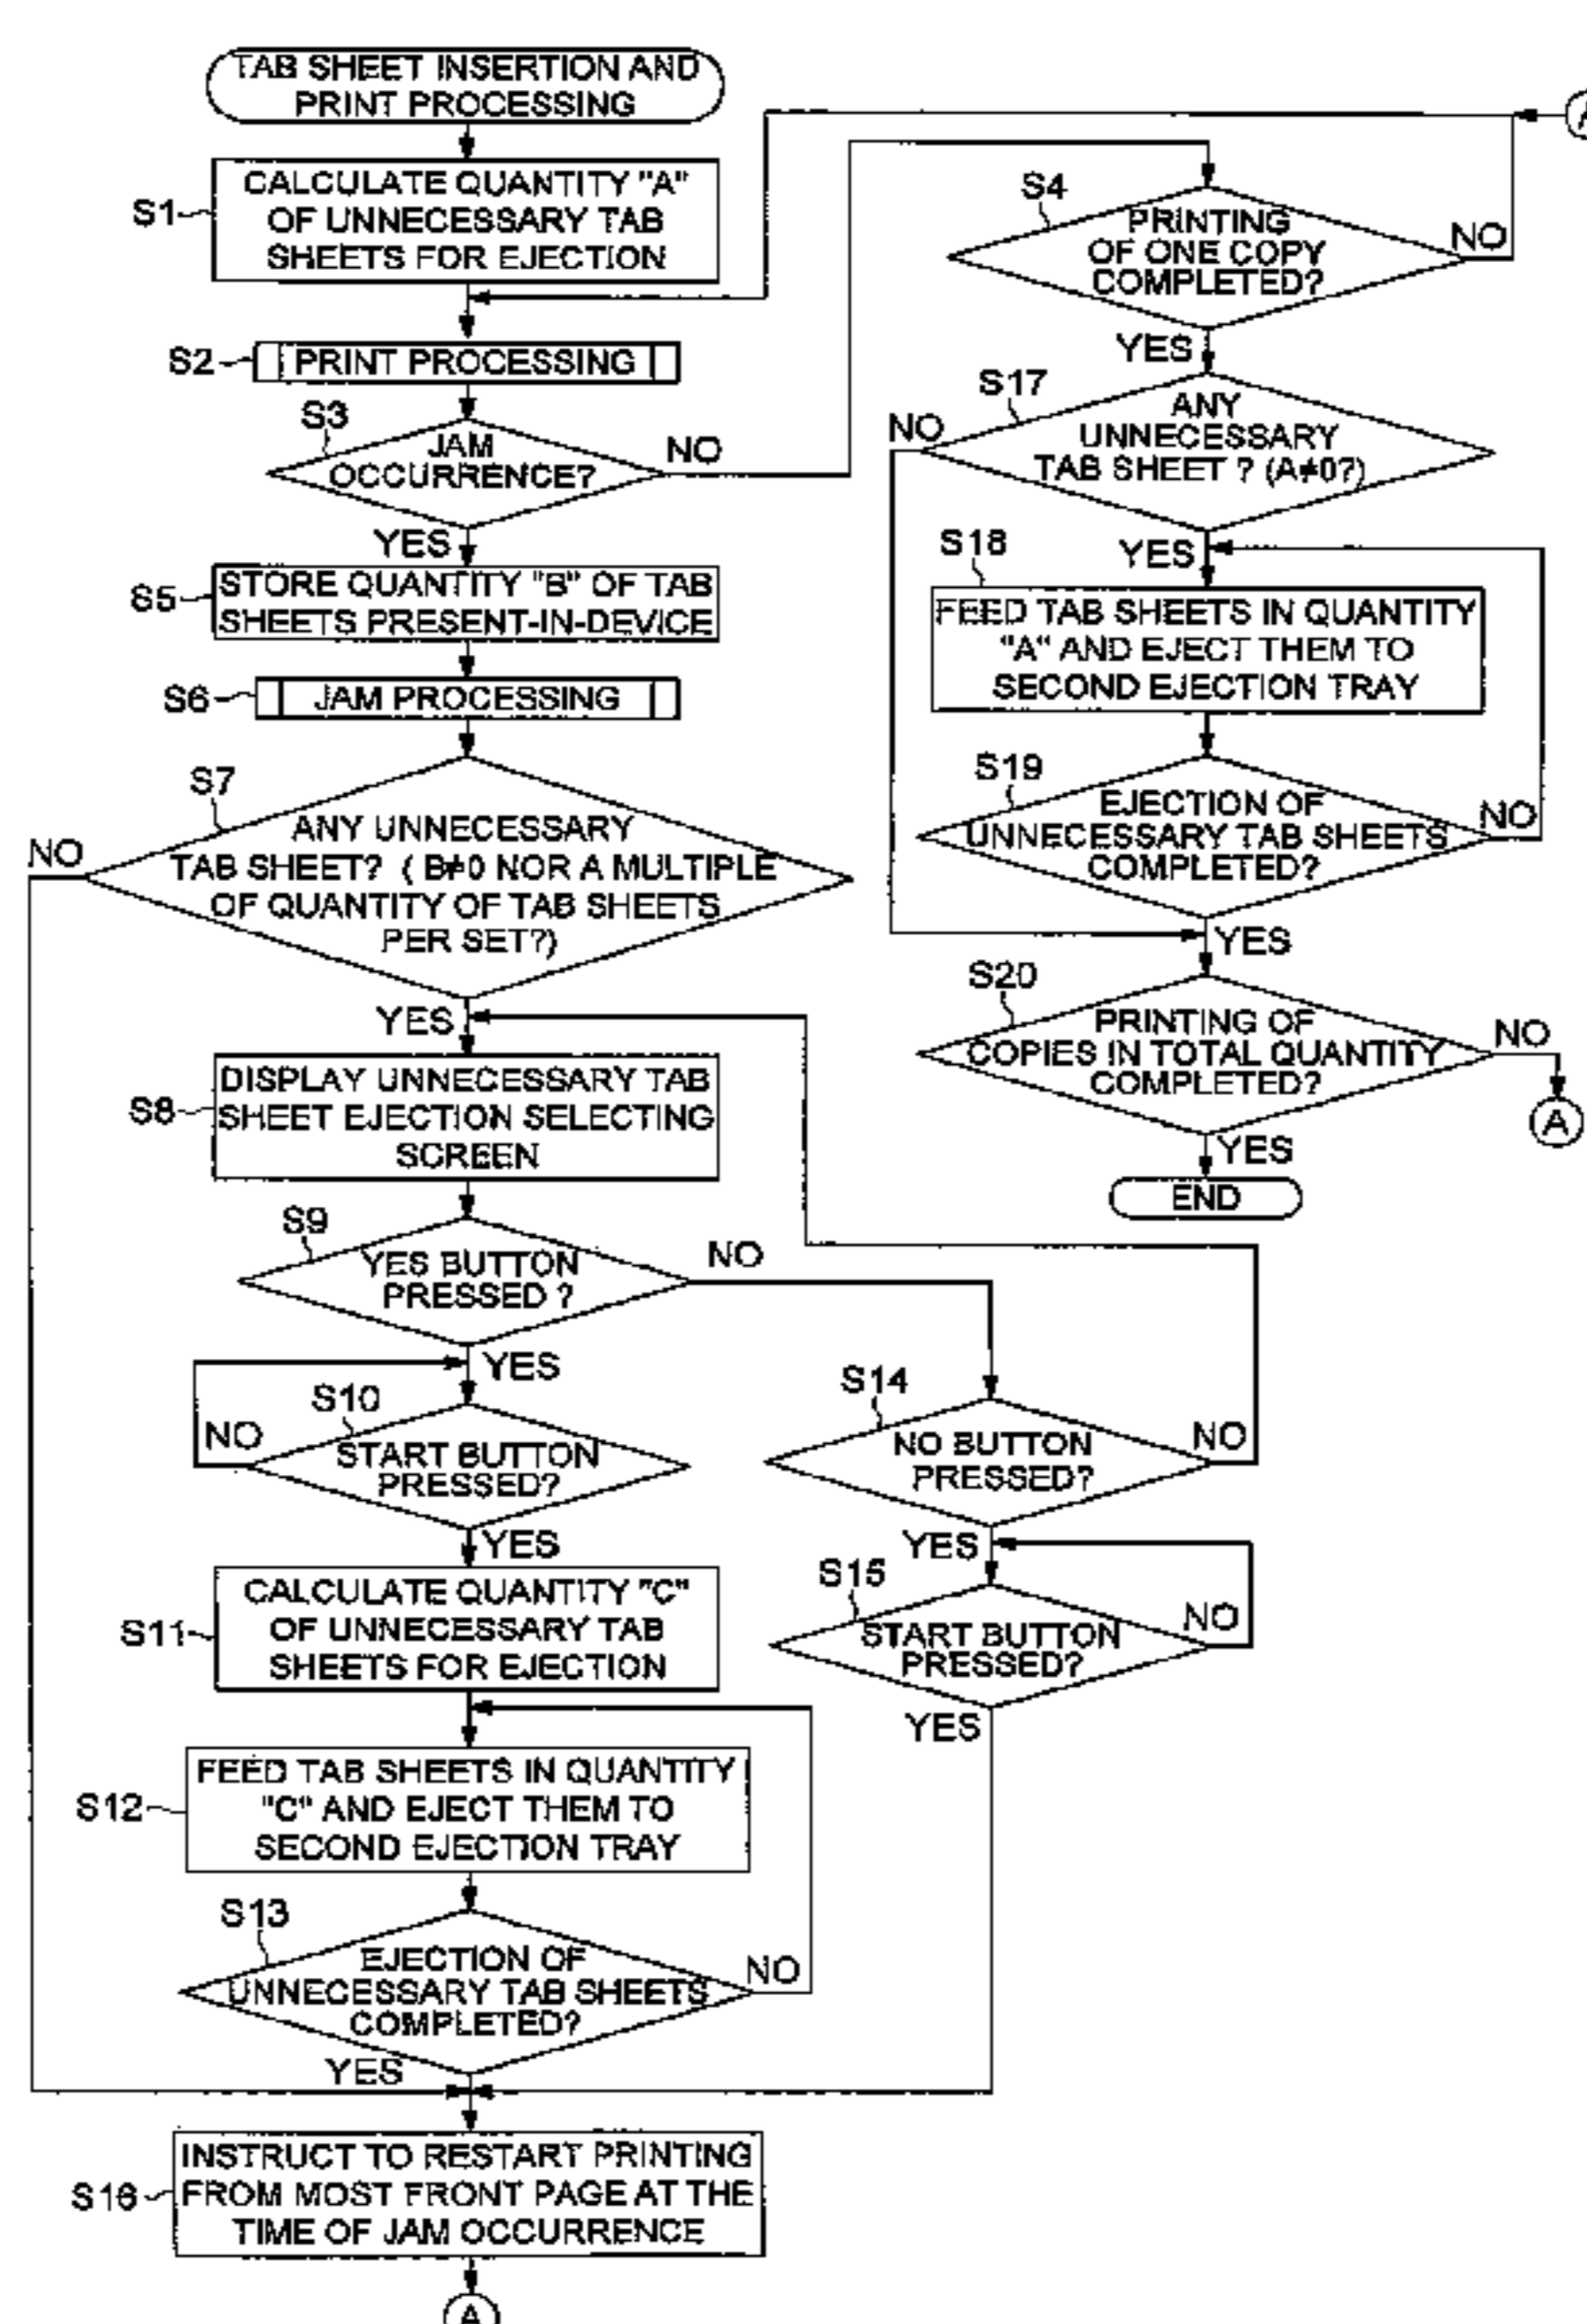 TAB SHEET INSERTION AND
PRINT PROCESSING
S1
CALCULATE QUANTITY "A"
OF UNNECESSARY TAB
SHEETS FOR EJECTION
S2
PRINT PROCESSING
S3
JAM
OCCURRENCE?
NO
YES
S5
STORE QUANTITY "B" OF TAB
SHEETS PRESENT-IN-DEVICE
S6
JAM PROCESSING
S7
NO
ANY UNNECESSARY
TAB SHEET? ( B≠0 NOR A MULTIPLE
OF QUANTITY OF TAB SHEETS
PER SET?)
YES
S8
DISPLAY UNNECESSARY TAB
SHEET EJECTION SELECTING
SCREEN
S9
YES BUTTON
PRESSED ?
NO
YES
S10
NO
START BUTTON
PRESSED?
YES
S11
CALCULATE QUANTITY "C"
OF UNNECESSARY TAB
SHEETS FOR EJECTION
S12
FEED TAB SHEETS IN QUANTITY
"C" AND EJECT THEM TO
SECOND EJECTION TRAY
S13
EJECTION OF
UNNECESSARY TAB SHEETS
COMPLETED?
NO
YES
S16
INSTRUCT TO RESTART PRINTING
FROM MOST FRONT PAGE AT THE
TIME OF JAM OCCURRENCE
A
S14
NO BUTTON
PRESSED?
NO
YES
S15
START BUTTON
PRESSED?
NO
YES
A
S4
PRINTING
OF ONE COPY
COMPLETED?
NO
YES
S17
NO
ANY
UNNECESSARY
TAB SHEET ? (A≠0?)
YES
S18
FEED TAB SHEETS IN QUANTITY
"A" AND EJECT THEM TO
SECOND EJECTION TRAY
S19
EJECTION OF
UNNECESSARY TAB SHEETS
COMPLETED?
NO
YES
S20
PRINTING OF
COPIES IN TOTAL QUANTITY
COMPLETED?
NO
A
YES
END